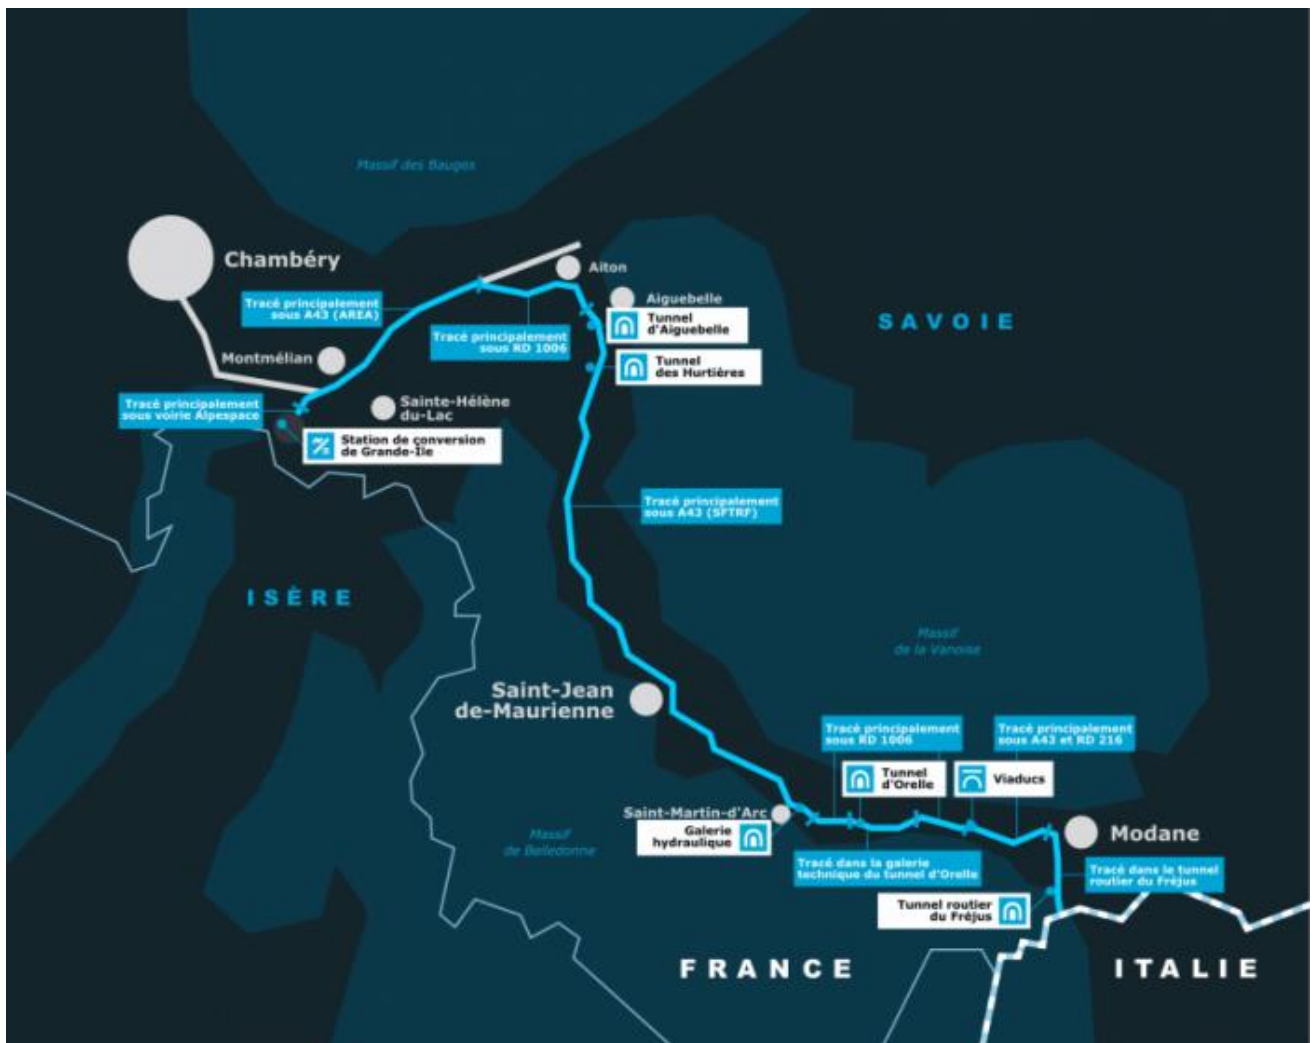 Massif des Bauges
Chambéry
Aiton
Aiguebelle
Tracé principalement
sous A43 (AREA)
Tunnel
d'Aiguebelle
SAVOIE
Tracé principalement
sous RD 1006
Montmélian
Tunnel
des Hurtières
Tracé principalement
sous voirie Alpespace
Sainte-Hélène
du-Lac
Station de conversion
de Grande-Ile
Tracé principalement
sous A43 (SFTRF)
ISÈRE
Massif
de la Vanoise
Saint-Jean
de-Maurienne
Tracé principalement
sous RD 1006
Tracé principalement
sous A43 et RD 216
Tunnel
d'Orelle
Viaducs
Saint-Martin-d'Arc
Galerie
hydraulique
Massif
de Belledonne
Modane
Tracé dans la galerie
technique du tunnel d'Orelle
Tracé dans le tunnel
routier du Fréjus
Tunnel routier
du Fréjus
FRANCE
ITALIE